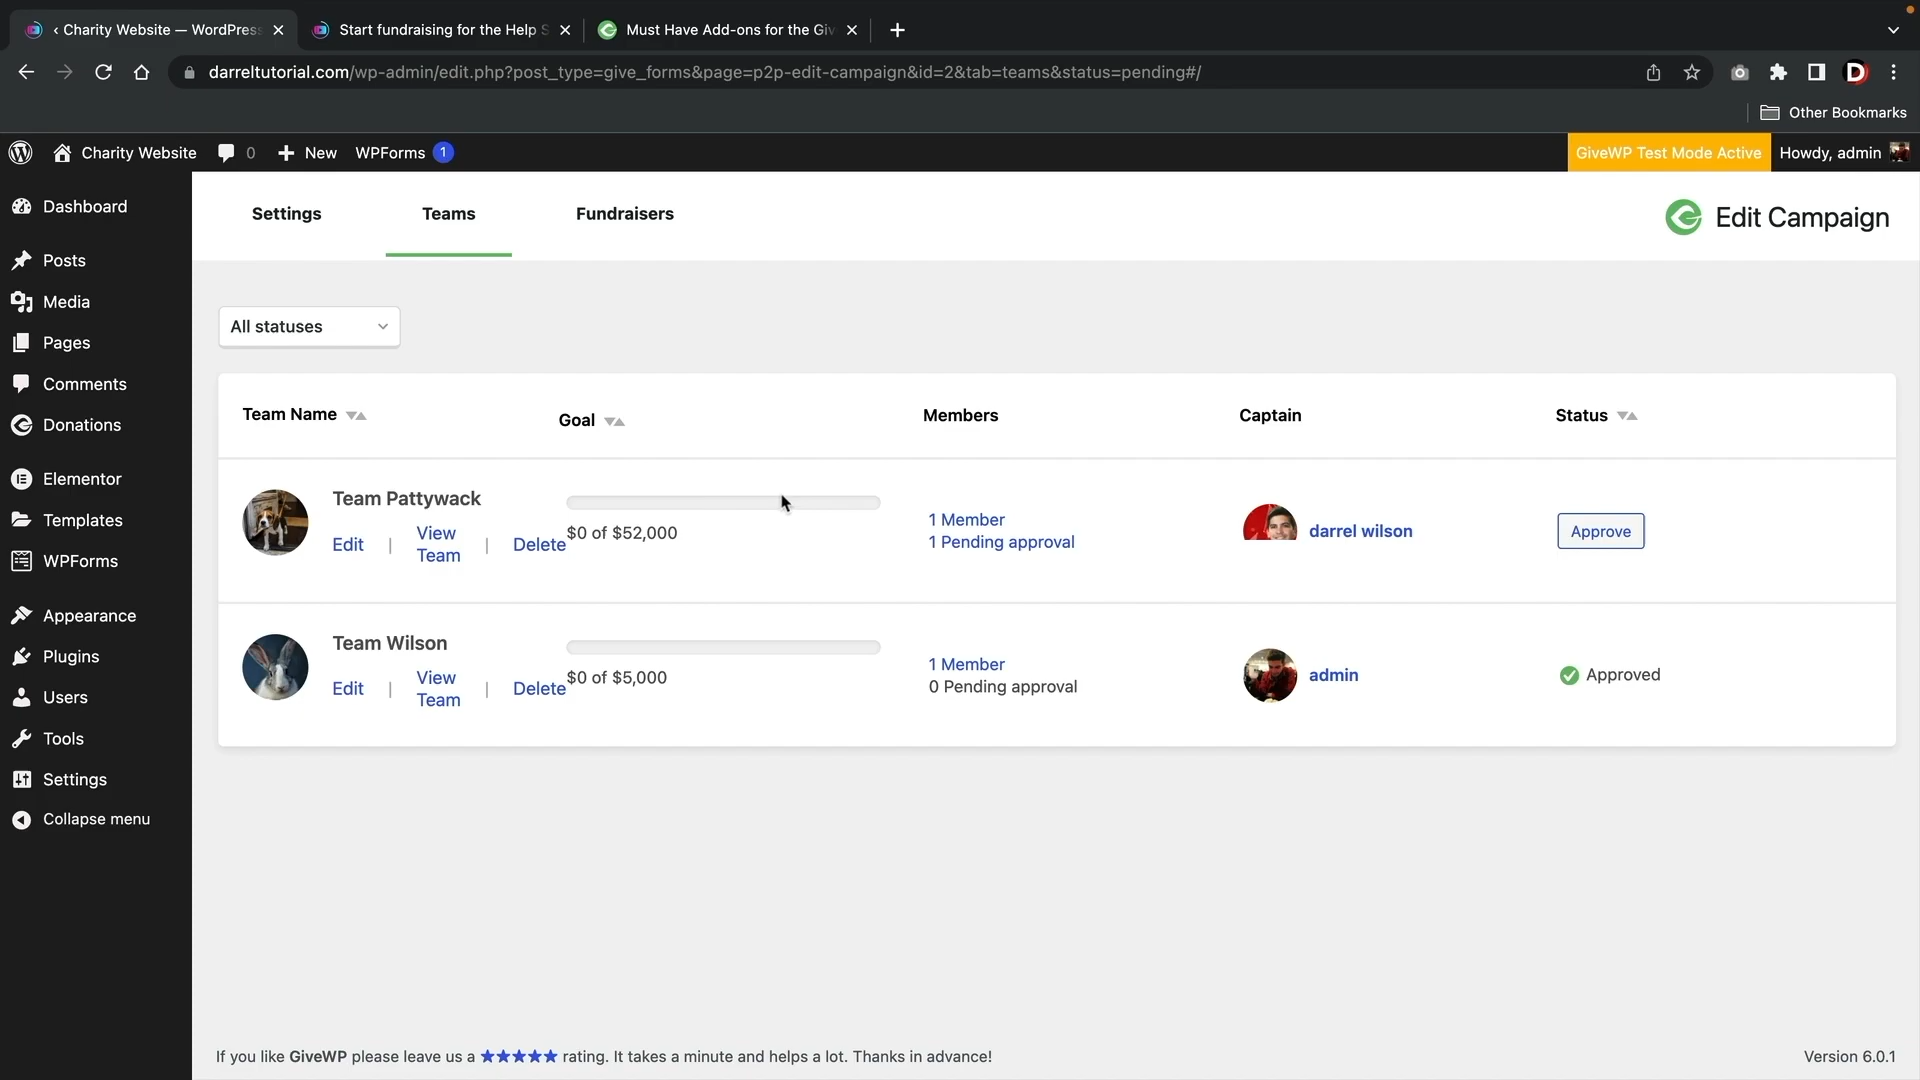 ‹ Charity Website — WordPress
Start fundraising for the Help S
Must Have Add-ons for the Giv
darreltutorial.com/wp-admin/edit.php?post_type=give_forms&page=p2p-edit-campaign&id=2&tab=teams&status=pending#/
D
Other Bookmarks
Charity Website
0
New
WPForms 1
GiveWP Test Mode Active
Howdy, admin
Dashboard
Posts
Media
Pages
Comments
Donations
Elementor
Templates
WPForms
Appearance
Plugins
Users
Tools
Settings
Collapse menu
Settings
Teams
Fundraisers
Edit Campaign
All statuses
Team Name
Goal
Members
Captain
Status
Team Pattywack
Edit | View Team | Delete
$0 of $52,000
1 Member
1 Pending approval
darrel wilson
Approve
Team Wilson
Edit | View Team | Delete
$0 of $5,000
1 Member
0 Pending approval
admin
Approved
If you like GiveWP please leave us a ★★★★★ rating. It takes a minute and helps a lot. Thanks in advance!
Version 6.0.1